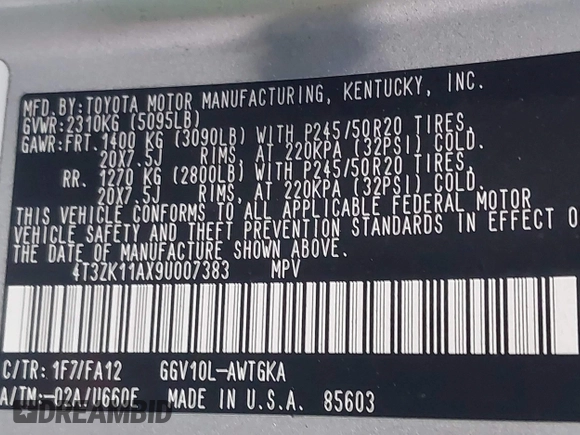 MFD.BY:TOYOTA MOTOR MANUFACTURING, KENTUCKY, INC.
GVWR:2310KG (5095LB)
GAWR:FRT.1400 KG (3090LB) WITH P245/50R20 TIRES,
20X7.5J RIMS, AT 220KPA (32PSI) COLD.
RR. 1270 KG (2800LB) WITH P245/50R20 TIRES,
20X7.5J RIMS, AT 220KPA (32PSI) COLD.
THIS VEHICLE CONFORMS TO ALL APPLICABLE FEDERAL MOTOR
VEHICLE SAFETY AND THEFT PREVENTION STANDARDS IN EFFECT O
THE DATE OF MANUFACTURE SHOWN ABOVE.
4T3ZK11AX9U007383 MPV
C/TR: 1F7/FA12 GGV10L-AWTGKA
A/TM:-02A/U660E MADE IN U.S.A. 85603
DREAMBID